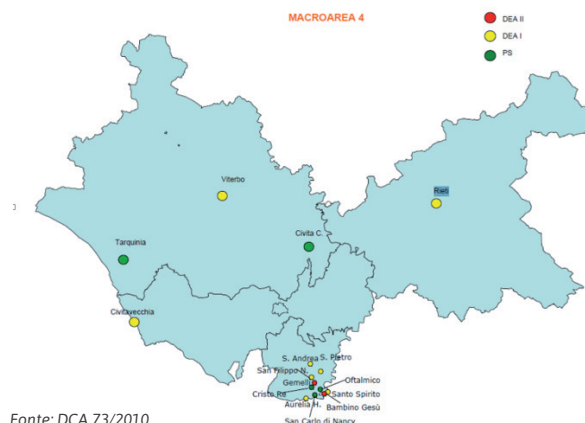 MACROAREA 4
DEA II
DEA I
PS
Viterbo
Rieti
Tarquinia
Civita C.
Civitavecchia
S. Andrea
S. Pietro
San Filippo N.
Gemelli
Oftalmico
Cristo Re
Santo Spirito
Aurelia H.
Bambino Gesù
San Carlo di Nancy
Fonte: DCA 73/2010